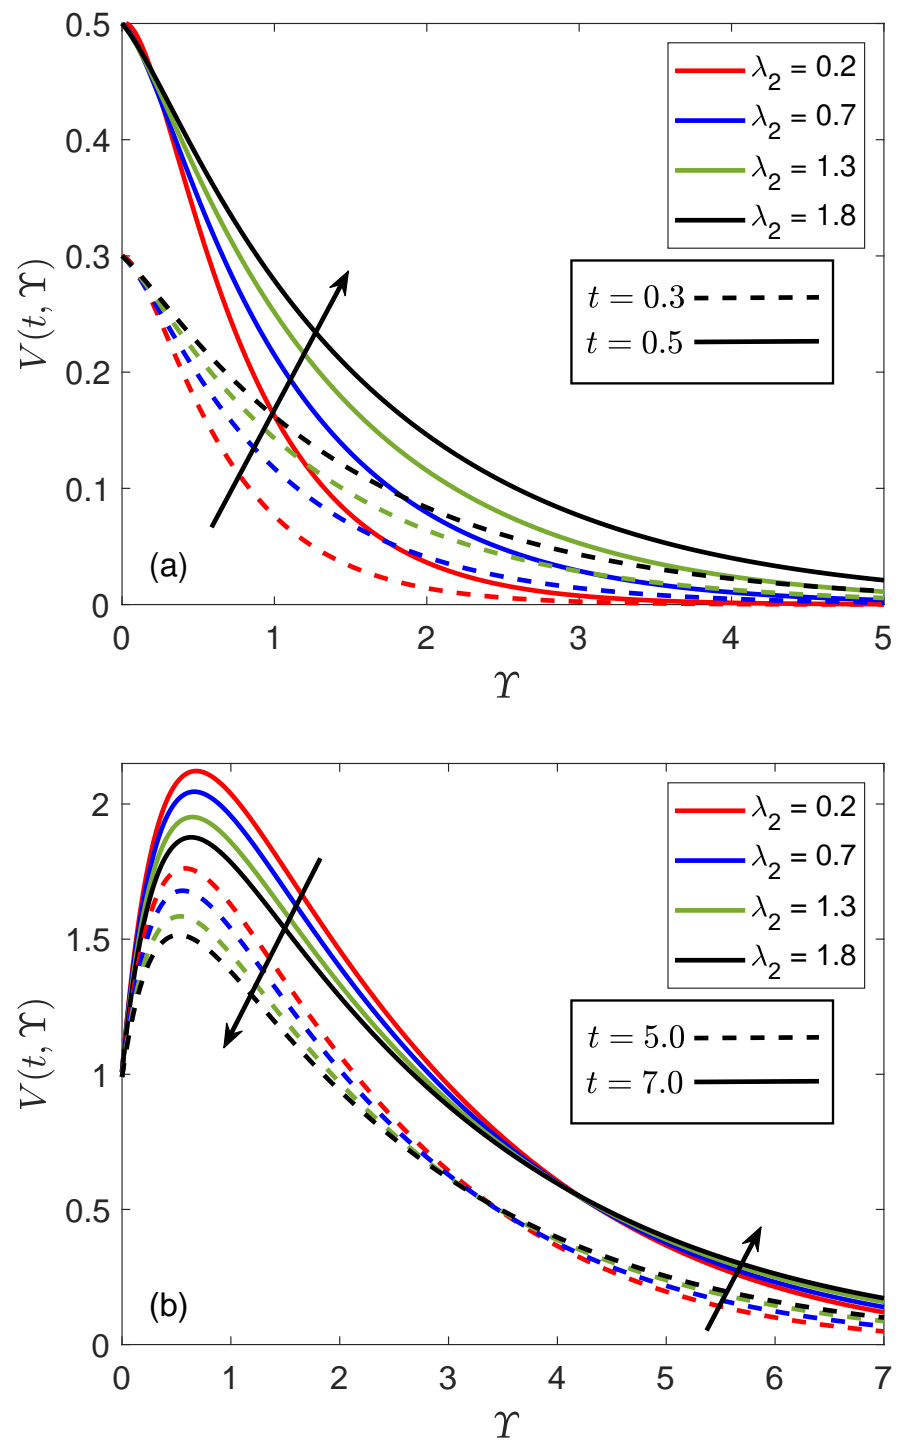 0.5
0.4
0.3
0.2
0.1
0
V(t, ϒ)
λ2 = 0.2
λ2 = 0.7
λ2 = 1.3
λ2 = 1.8
t = 0.3
t = 0.5
(a)
0 1 2 3 4 5
ϒ
2
1.5
1
0.5
0
V(t, ϒ)
λ2 = 0.2
λ2 = 0.7
λ2 = 1.3
λ2 = 1.8
t = 5.0
t = 7.0
(b)
0 1 2 3 4 5 6 7
ϒ